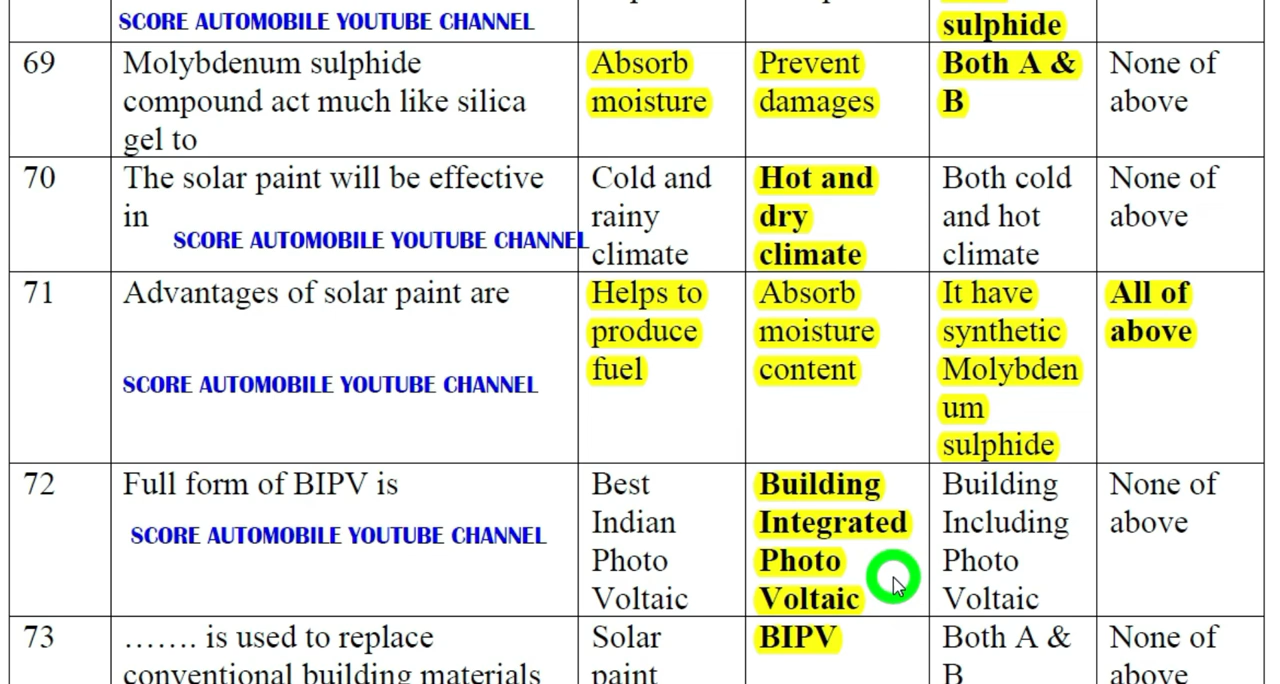 SCORE AUTOMOBILE YOUTUBE CHANNEL
sulphide
69 Molybdenum sulphide Absorb Prevent Both A & None of
compound act much like silica moisture damages B above
gel to
70 The solar paint will be effective Cold and Hot and Both cold None of
in rainy dry and hot above
SCORE AUTOMOBILE YOUTUBE CHANNEL
climate climate climate
71 Advantages of solar paint are Helps to Absorb It have All of
produce moisture synthetic above
fuel content Molybden
SCORE AUTOMOBILE YOUTUBE CHANNEL
um
sulphide
72 Full form of BIPV is Best Building Building None of
Indian Integrated Including above
SCORE AUTOMOBILE YOUTUBE CHANNEL
Photo Photo Photo
Voltaic Voltaic Voltaic
73 ....... is used to replace Solar BIPV Both A & None of
conventional building materials paint B above